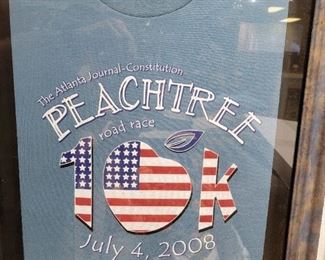 The Atlanta Journal-Constitution
PEACHTREE
road race
10k
July 4, 2008